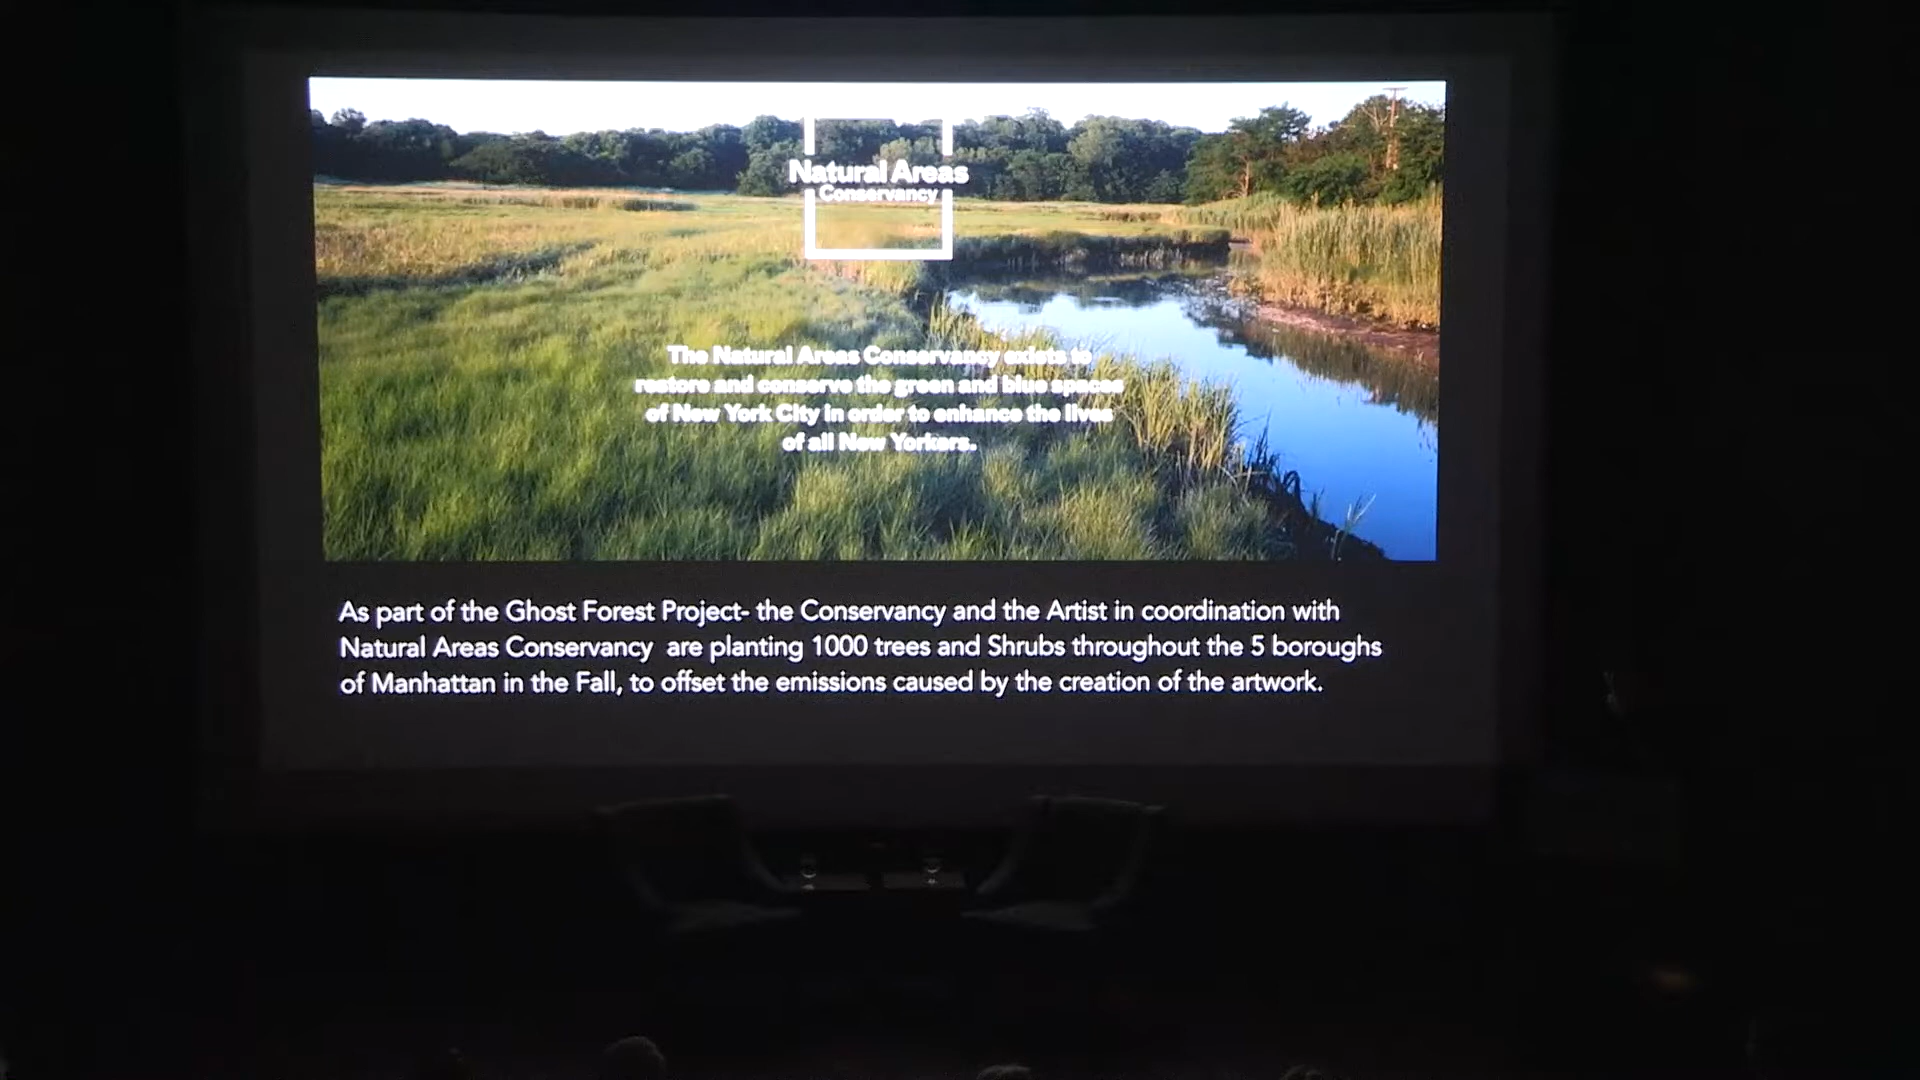 Natural Areas
Conservancy
The Natural Areas Conservancy exists to
restore and conserve the green and blue spaces
of New York City in order to enhance the lives
of all New Yorkers.
As part of the Ghost Forest Project- the Conservancy and the Artist in coordination with
Natural Areas Conservancy are planting 1000 trees and Shrubs throughout the 5 boroughs
of Manhattan in the Fall, to offset the emissions caused by the creation of the artwork.